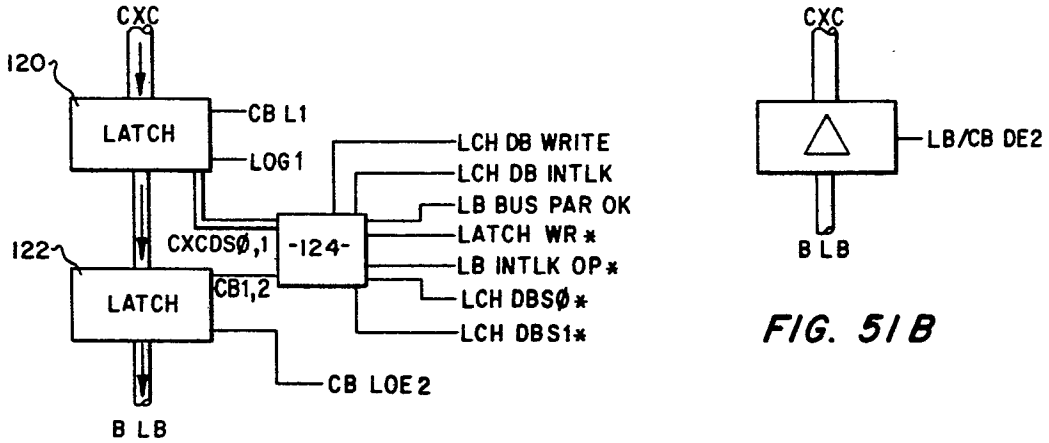 CXC
120
LATCH
CB L1
LOG 1
LCH DB WRITE
LCH DB INTLK
LB BUS PAR OK
CXCDSØ,1
-124-
LATCH WR*
LB INTLK OP*
122
LATCH
CB1,2
LCH DBSØ*
LCH DBS1*
CB LOE2
B LB
CXC
LB/CB DE2
B LB
FIG. 51B